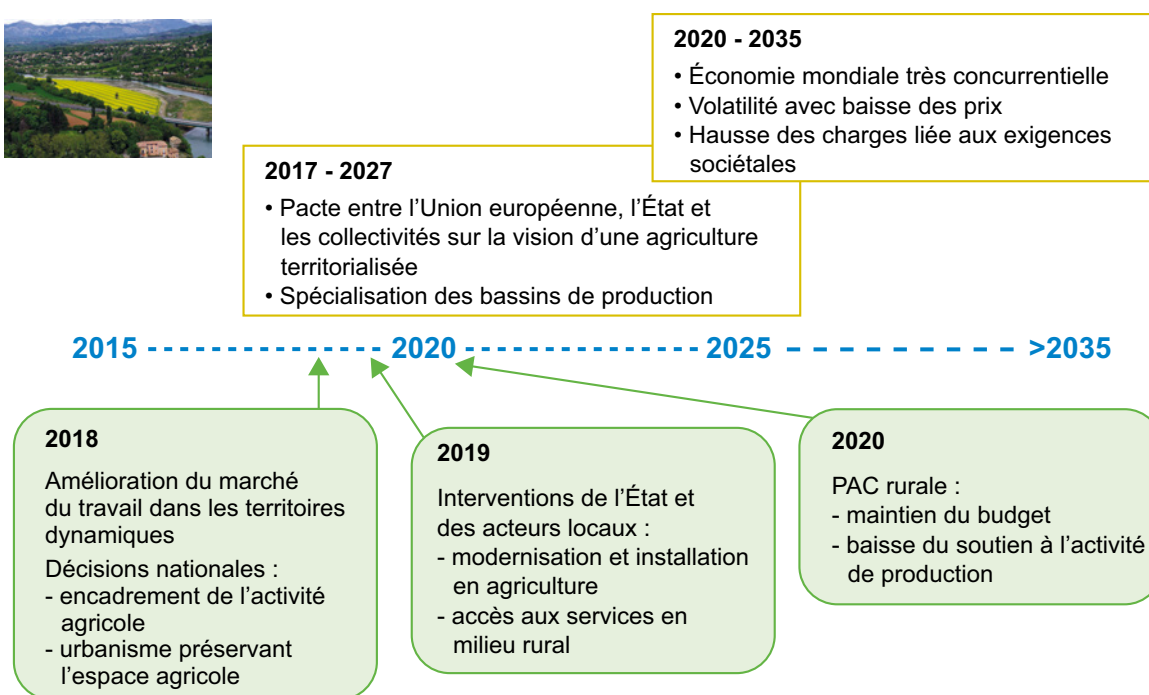 2020 - 2035
• Économie mondiale très concurrentielle
• Volatilité avec baisse des prix
• Hausse des charges liée aux exigences
sociétales
2017 - 2027
• Pacte entre l’Union européenne, l’État et
les collectivités sur la vision d’une agriculture
territorialisée
• Spécialisation des bassins de production
2015 2020 2025 >2035
2018
Amélioration du marché
du travail dans les territoires
dynamiques
Décisions nationales :
- encadrement de l’activité
agricole
- urbanisme préservant
l’espace agricole
2019
Interventions de l’État et
des acteurs locaux :
- modernisation et installation
en agriculture
- accès aux services en
milieu rural
2020
PAC rurale :
- maintien du budget
- baisse du soutien à l’activité
de production